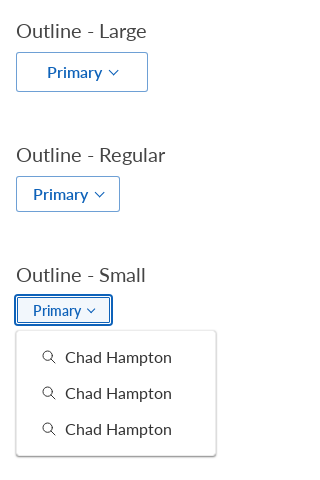 Outline - Large
Primary
Outline - Regular
Primary
Outline - Small
Primary
Chad Hampton
Chad Hampton
Chad Hampton